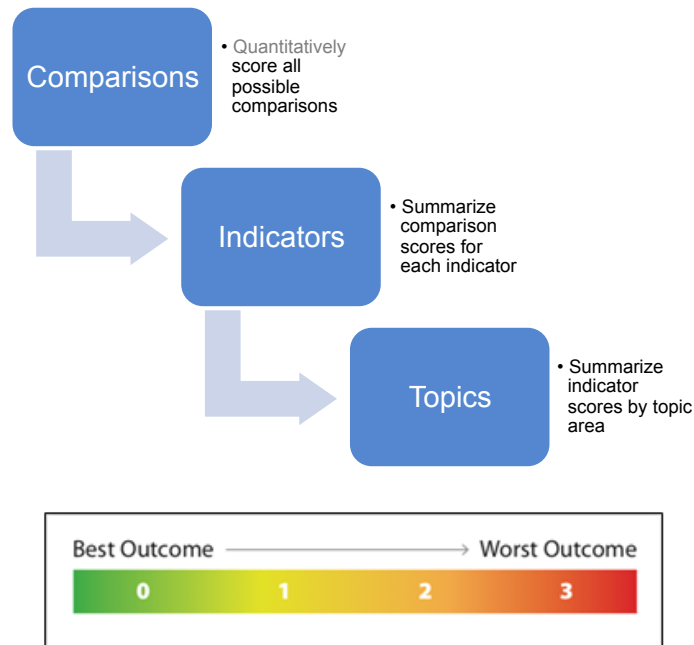 Comparisons
• Quantitatively
score all
possible
comparisons
Indicators
• Summarize
comparison
scores for
each indicator
Topics
• Summarize
indicator
scores by topic
area
Best Outcome Worst Outcome
0 1 2 3